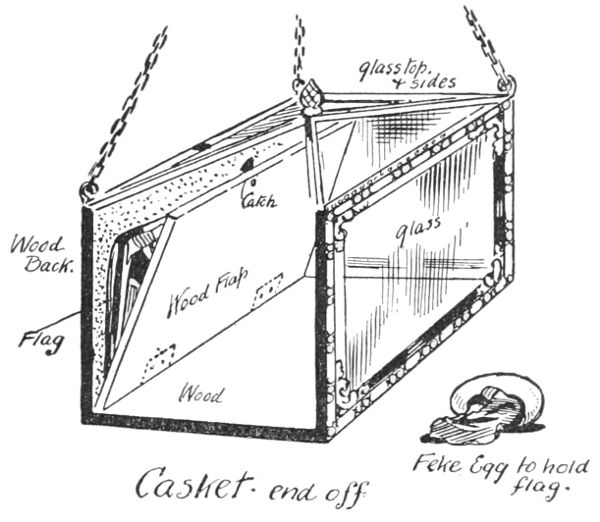 glass top.
& sides
Catch
glass
Wood
Back.
Wood Flap
Flag
Wood
Feke Egg to hold
flag.
Casket. end off